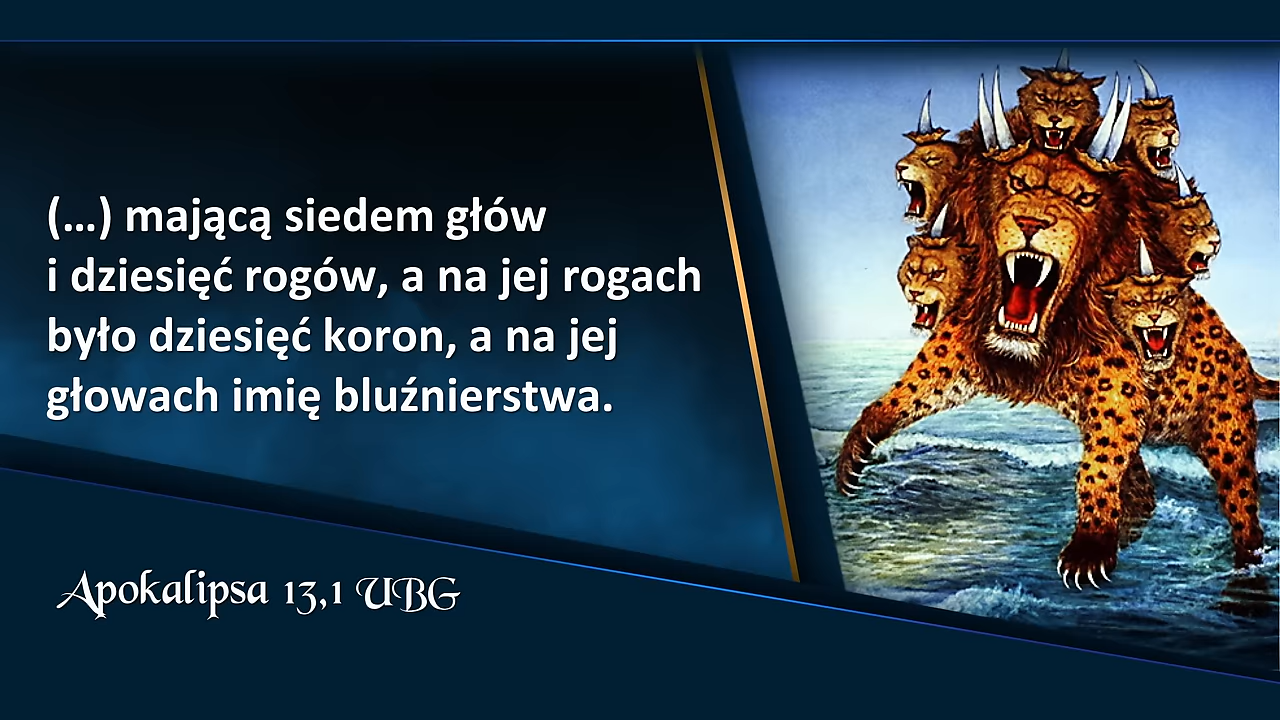 (...) mającą siedem głów
i dziesięć rogów, a na jej rogach
było dziesięć koron, a na jej
głowach imię bluźnierstwa.
Apokalipsa 13,1 UBG